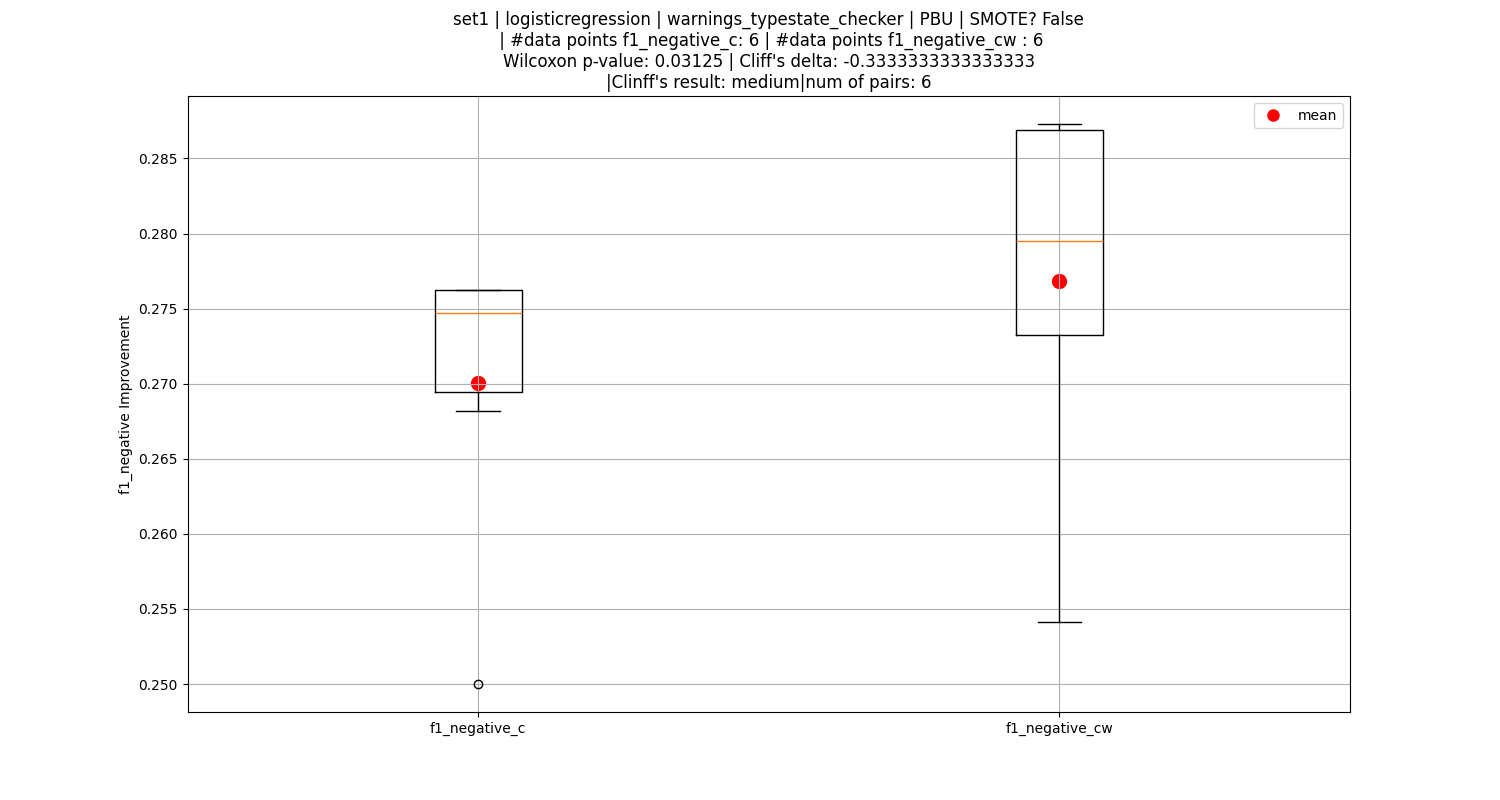 set1 | logisticregression | warnings_typestate_checker | PBU | SMOTE? False
| #data points f1_negative_c: 6 | #data points f1_negative_cw : 6
Wilcoxon p-value: 0.03125 | Cliff's delta: -0.3333333333333333
|Clinff's result: medium|num of pairs: 6
mean
f1_negative Improvement
0.285
0.280
0.275
0.270
0.265
0.260
0.255
0.250
f1_negative_c
f1_negative_cw